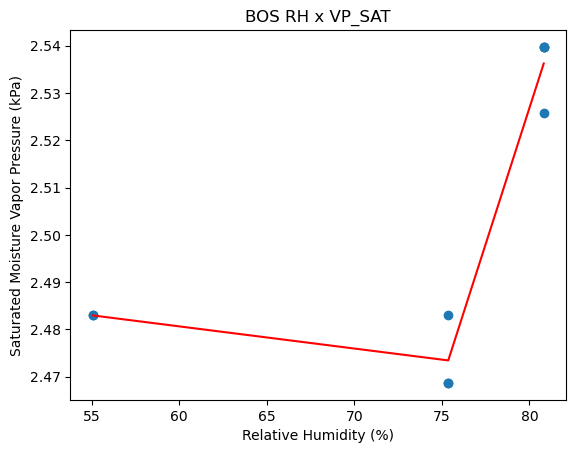 BOS RH x VP_SAT
Saturated Moisture Vapor Pressure (kPa)
2.54
2.53
2.52
2.51
2.50
2.49
2.48
2.47
55 60 65 70 75 80
Relative Humidity (%)